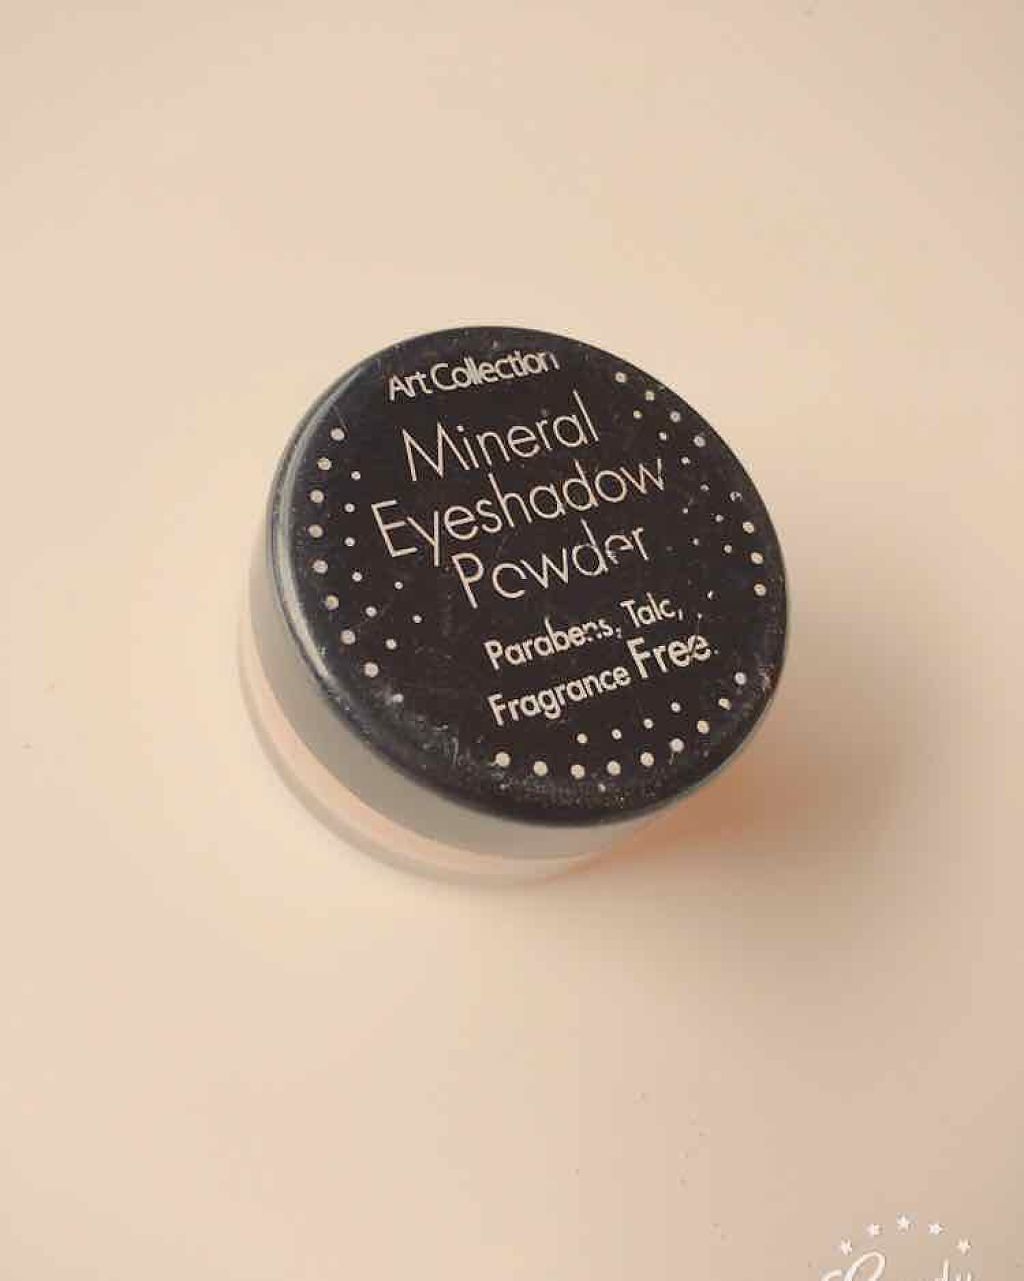 Art Collection
Mineral
Eyeshadow
Powder
Parabens, Talc,
Fragrance Free